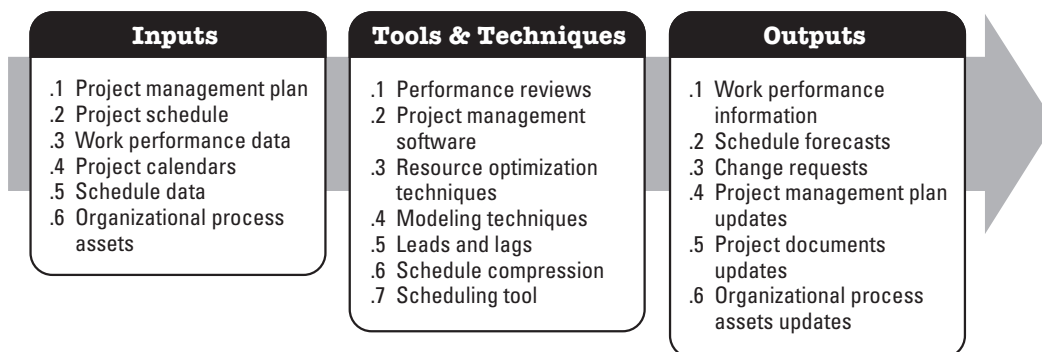 Inputs
.1 Project management plan
.2 Project schedule
.3 Work performance data
.4 Project calendars
.5 Schedule data
.6 Organizational process
assets
Tools & Techniques
.1 Performance reviews
.2 Project management
software
.3 Resource optimization
techniques
.4 Modeling techniques
.5 Leads and lags
.6 Schedule compression
.7 Scheduling tool
Outputs
.1 Work performance
information
.2 Schedule forecasts
.3 Change requests
.4 Project management plan
updates
.5 Project documents
updates
.6 Organizational process
assets updates